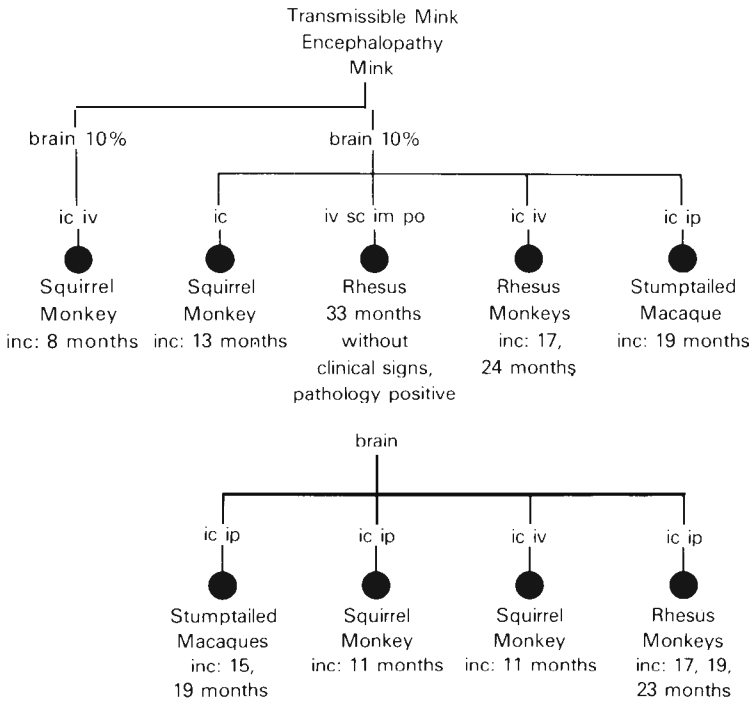 Transmissible Mink
Encephalopathy
Mink
brain 10%
brain 10%
ic iv
ic
iv sc im po
ic iv
ic ip
Squirrel
Monkey
inc: 8 months
Squirrel
Monkey
inc: 13 months
Rhesus
33 months
without
clinical signs,
pathology positive
Rhesus
Monkeys
inc: 17,
24 months
Stumptailed
Macaque
inc: 19 months
brain
ic ip
ic ip
ic iv
ic ip
Stumptailed
Macaques
inc: 15,
19 months
Squirrel
Monkey
inc: 11 months
Squirrel
Monkey
inc: 11 months
Rhesus
Monkeys
inc: 17, 19,
23 months